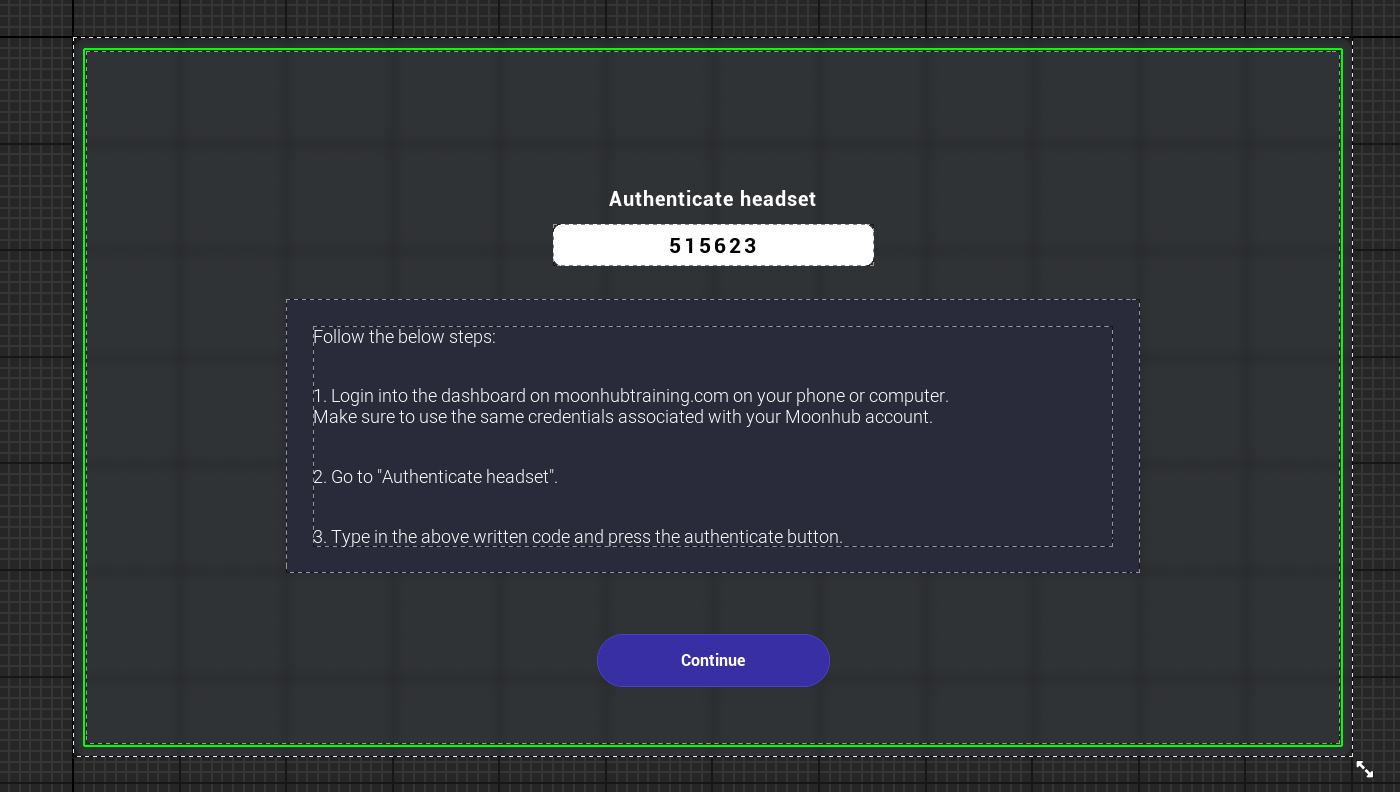 Authenticate headset
515623
Follow the below steps:
1. Login into the dashboard on moonhubtraining.com on your phone or computer.
Make sure to use the same credentials associated with your Moonhub account.
2. Go to "Authenticate headset".
3. Type in the above written code and press the authenticate button.
Continue